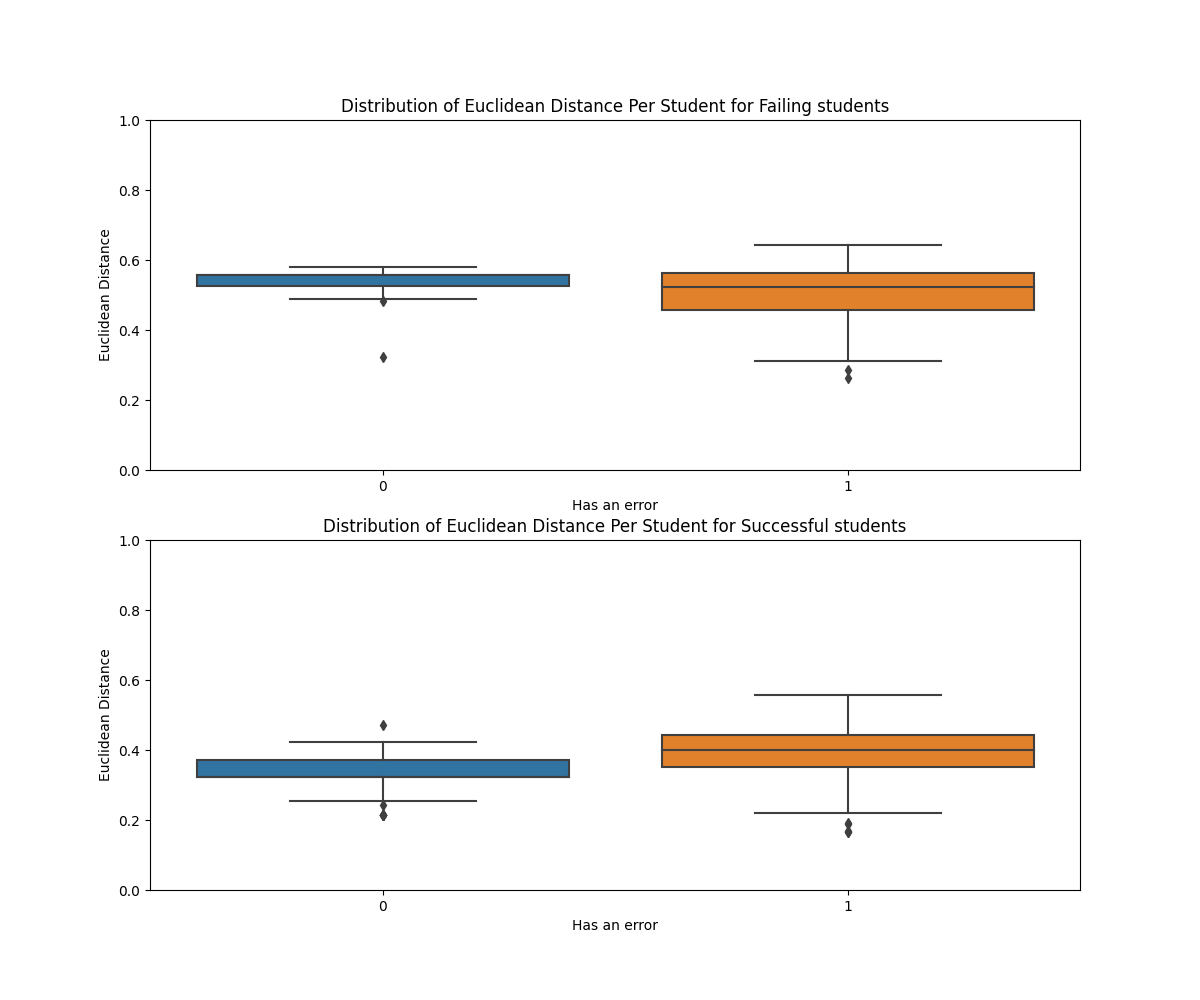 Distribution of Euclidean Distance Per Student for Failing students
1.0
0.8
0.6
0.4
0.2
0.0
Euclidean Distance
0 1
Has an error
Distribution of Euclidean Distance Per Student for Successful students
1.0
0.8
0.6
0.4
0.2
0.0
Euclidean Distance
0 1
Has an error